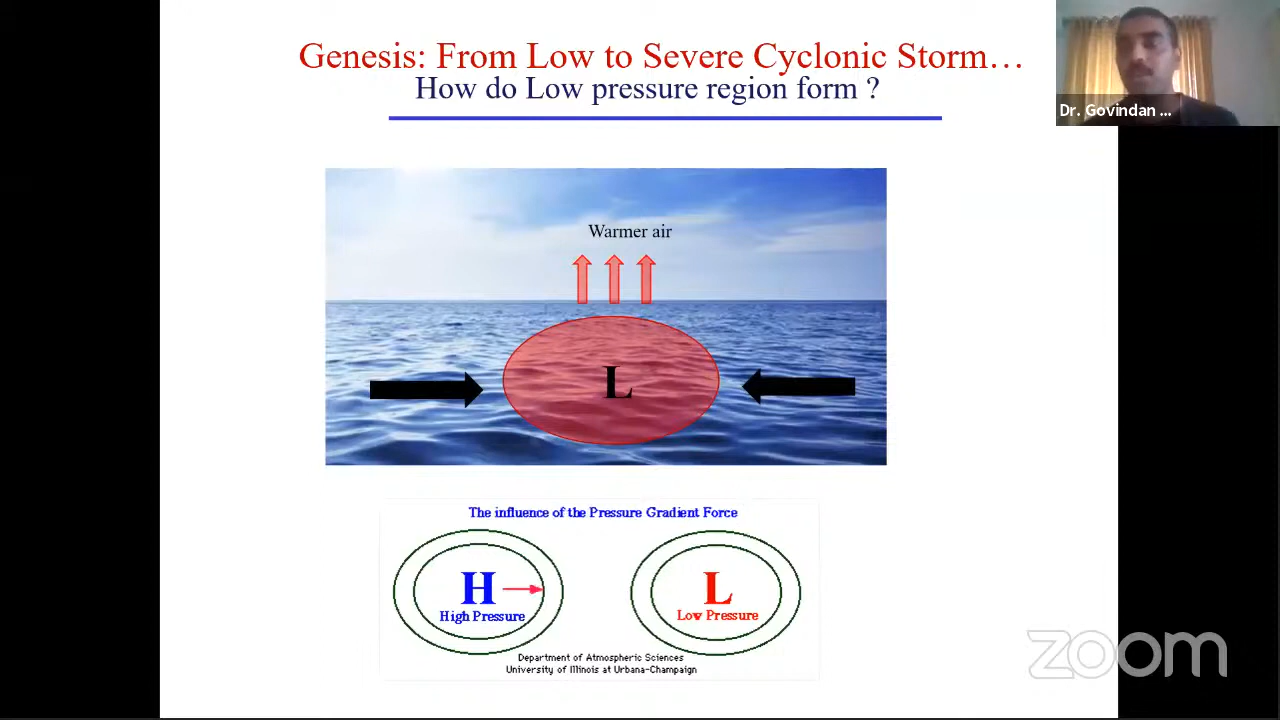 Genesis: From Low to Severe Cyclonic Storm…
How do Low pressure region form ?
Dr. Govindan ...
Warmer air
L
The influence of the Pressure Gradient Force
H
High Pressure
L
Low Pressure
Department of Atmospheric Sciences
University of Illinois at Urbana-Champaign
zoom